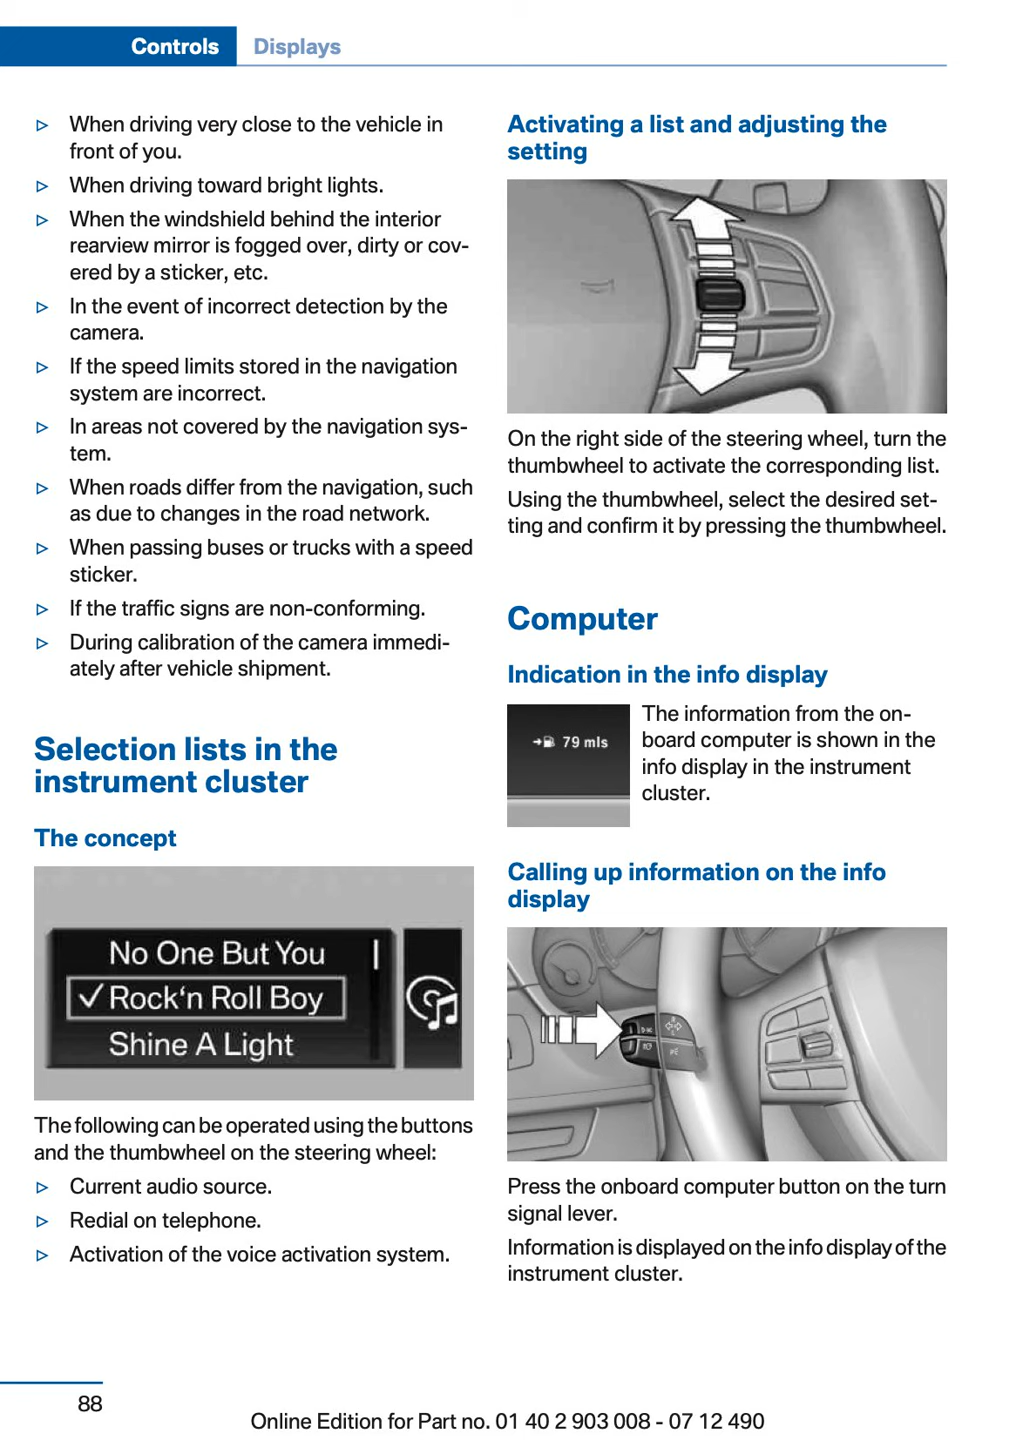 Controls Displays
▷ When driving very close to the vehicle in
front of you.
▷ When driving toward bright lights.
▷ When the windshield behind the interior
rearview mirror is fogged over, dirty or cov‐
ered by a sticker, etc.
▷ In the event of incorrect detection by the
camera.
▷ If the speed limits stored in the navigation
system are incorrect.
▷ In areas not covered by the navigation sys‐
tem.
▷ When roads differ from the navigation, such
as due to changes in the road network.
▷ When passing buses or trucks with a speed
sticker.
▷ If the traffic signs are non-conforming.
▷ During calibration of the camera immedi‐
ately after vehicle shipment.
Selection lists in the
instrument cluster
The concept
No One But You
✓ Rock‘n Roll Boy
Shine A Light
The following can be operated using the buttons
and the thumbwheel on the steering wheel:
▷ Current audio source.
▷ Redial on telephone.
▷ Activation of the voice activation system.
Activating a list and adjusting the
setting
On the right side of the steering wheel, turn the
thumbwheel to activate the corresponding list.
Using the thumbwheel, select the desired set‐
ting and confirm it by pressing the thumbwheel.
Computer
Indication in the info display
79 mls
The information from the on‐
board computer is shown in the
info display in the instrument
cluster.
Calling up information on the info
display
Press the onboard computer button on the turn
signal lever.
Information is displayed on the info display of the
instrument cluster.
88
Online Edition for Part no. 01 40 2 903 008 - 07 12 490